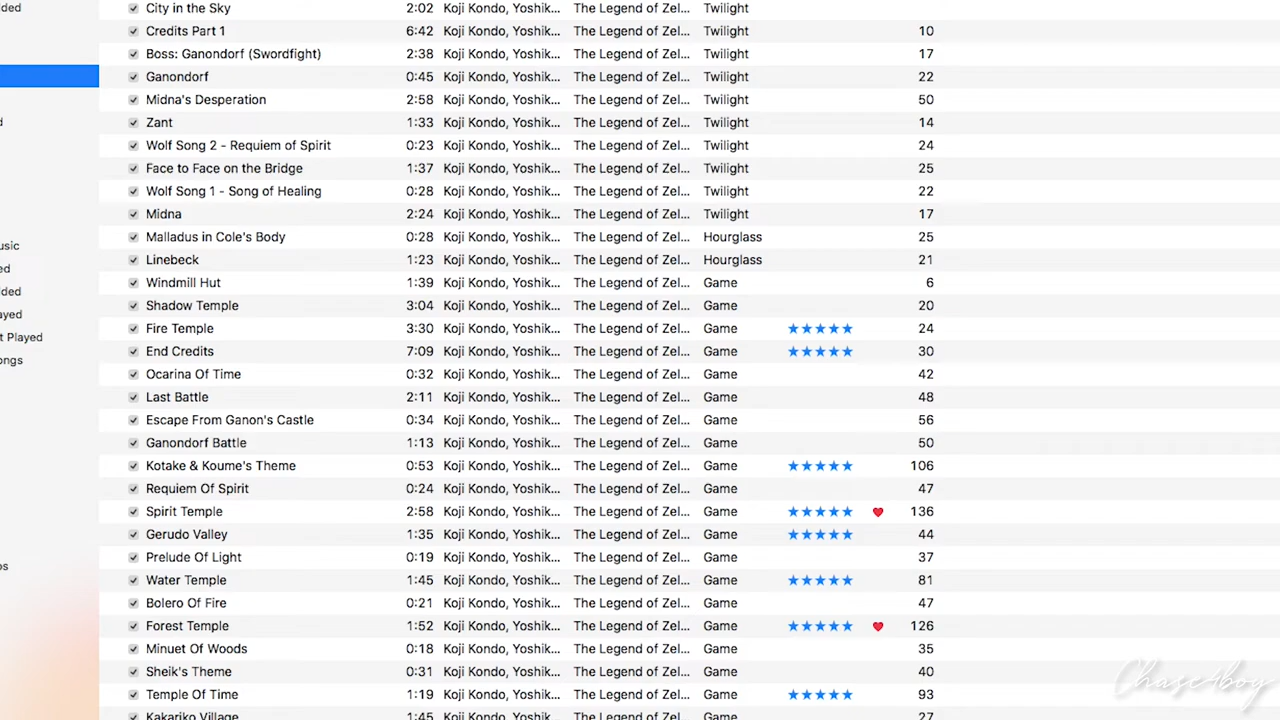 dded
City in the Sky 2:02 Koji Kondo, Yoshik... The Legend of Zel... Twilight
Credits Part 1 6:42 Koji Kondo, Yoshik... The Legend of Zel... Twilight 10
Boss: Ganondorf (Swordfight) 2:38 Koji Kondo, Yoshik... The Legend of Zel... Twilight 17
Ganondorf 0:45 Koji Kondo, Yoshik... The Legend of Zel... Twilight 22
Midna's Desperation 2:58 Koji Kondo, Yoshik... The Legend of Zel... Twilight 50
Zant 1:33 Koji Kondo, Yoshik... The Legend of Zel... Twilight 14
Wolf Song 2 - Requiem of Spirit 0:23 Koji Kondo, Yoshik... The Legend of Zel... Twilight 24
Face to Face on the Bridge 1:37 Koji Kondo, Yoshik... The Legend of Zel... Twilight 25
Wolf Song 1 - Song of Healing 0:28 Koji Kondo, Yoshik... The Legend of Zel... Twilight 22
Midna 2:24 Koji Kondo, Yoshik... The Legend of Zel... Twilight 17
Malladus in Cole's Body 0:28 Koji Kondo, Yoshik... The Legend of Zel... Hourglass 25
usic
Linebeck 1:23 Koji Kondo, Yoshik... The Legend of Zel... Hourglass 21
ed
Windmill Hut 1:39 Koji Kondo, Yoshik... The Legend of Zel... Game 6
dded
Shadow Temple 3:04 Koji Kondo, Yoshik... The Legend of Zel... Game 20
ayed
Fire Temple 3:30 Koji Kondo, Yoshik... The Legend of Zel... Game ★★★★★ 24
t Played
End Credits 7:09 Koji Kondo, Yoshik... The Legend of Zel... Game ★★★★★ 30
ongs
Ocarina Of Time 0:32 Koji Kondo, Yoshik... The Legend of Zel... Game 42
Last Battle 2:11 Koji Kondo, Yoshik... The Legend of Zel... Game 48
Escape From Ganon's Castle 0:34 Koji Kondo, Yoshik... The Legend of Zel... Game 56
Ganondorf Battle 1:13 Koji Kondo, Yoshik... The Legend of Zel... Game 50
Kotake & Koume's Theme 0:53 Koji Kondo, Yoshik... The Legend of Zel... Game ★★★★★ 106
Requiem Of Spirit 0:24 Koji Kondo, Yoshik... The Legend of Zel... Game 47
Spirit Temple 2:58 Koji Kondo, Yoshik... The Legend of Zel... Game ★★★★★ ♥ 136
Gerudo Valley 1:35 Koji Kondo, Yoshik... The Legend of Zel... Game ★★★★★ 44
Prelude Of Light 0:19 Koji Kondo, Yoshik... The Legend of Zel... Game 37
os
Water Temple 1:45 Koji Kondo, Yoshik... The Legend of Zel... Game ★★★★★ 81
Bolero Of Fire 0:21 Koji Kondo, Yoshik... The Legend of Zel... Game 47
Forest Temple 1:52 Koji Kondo, Yoshik... The Legend of Zel... Game ★★★★★ ♥ 126
Minuet Of Woods 0:18 Koji Kondo, Yoshik... The Legend of Zel... Game 35
Sheik's Theme 0:31 Koji Kondo, Yoshik... The Legend of Zel... Game 40
Temple Of Time 1:19 Koji Kondo, Yoshik... The Legend of Zel... Game ★★★★★ 93
Kakariko Village 1:45 Koji Kondo, Yoshik... The Legend of Zel... Game 27
Chase4boy